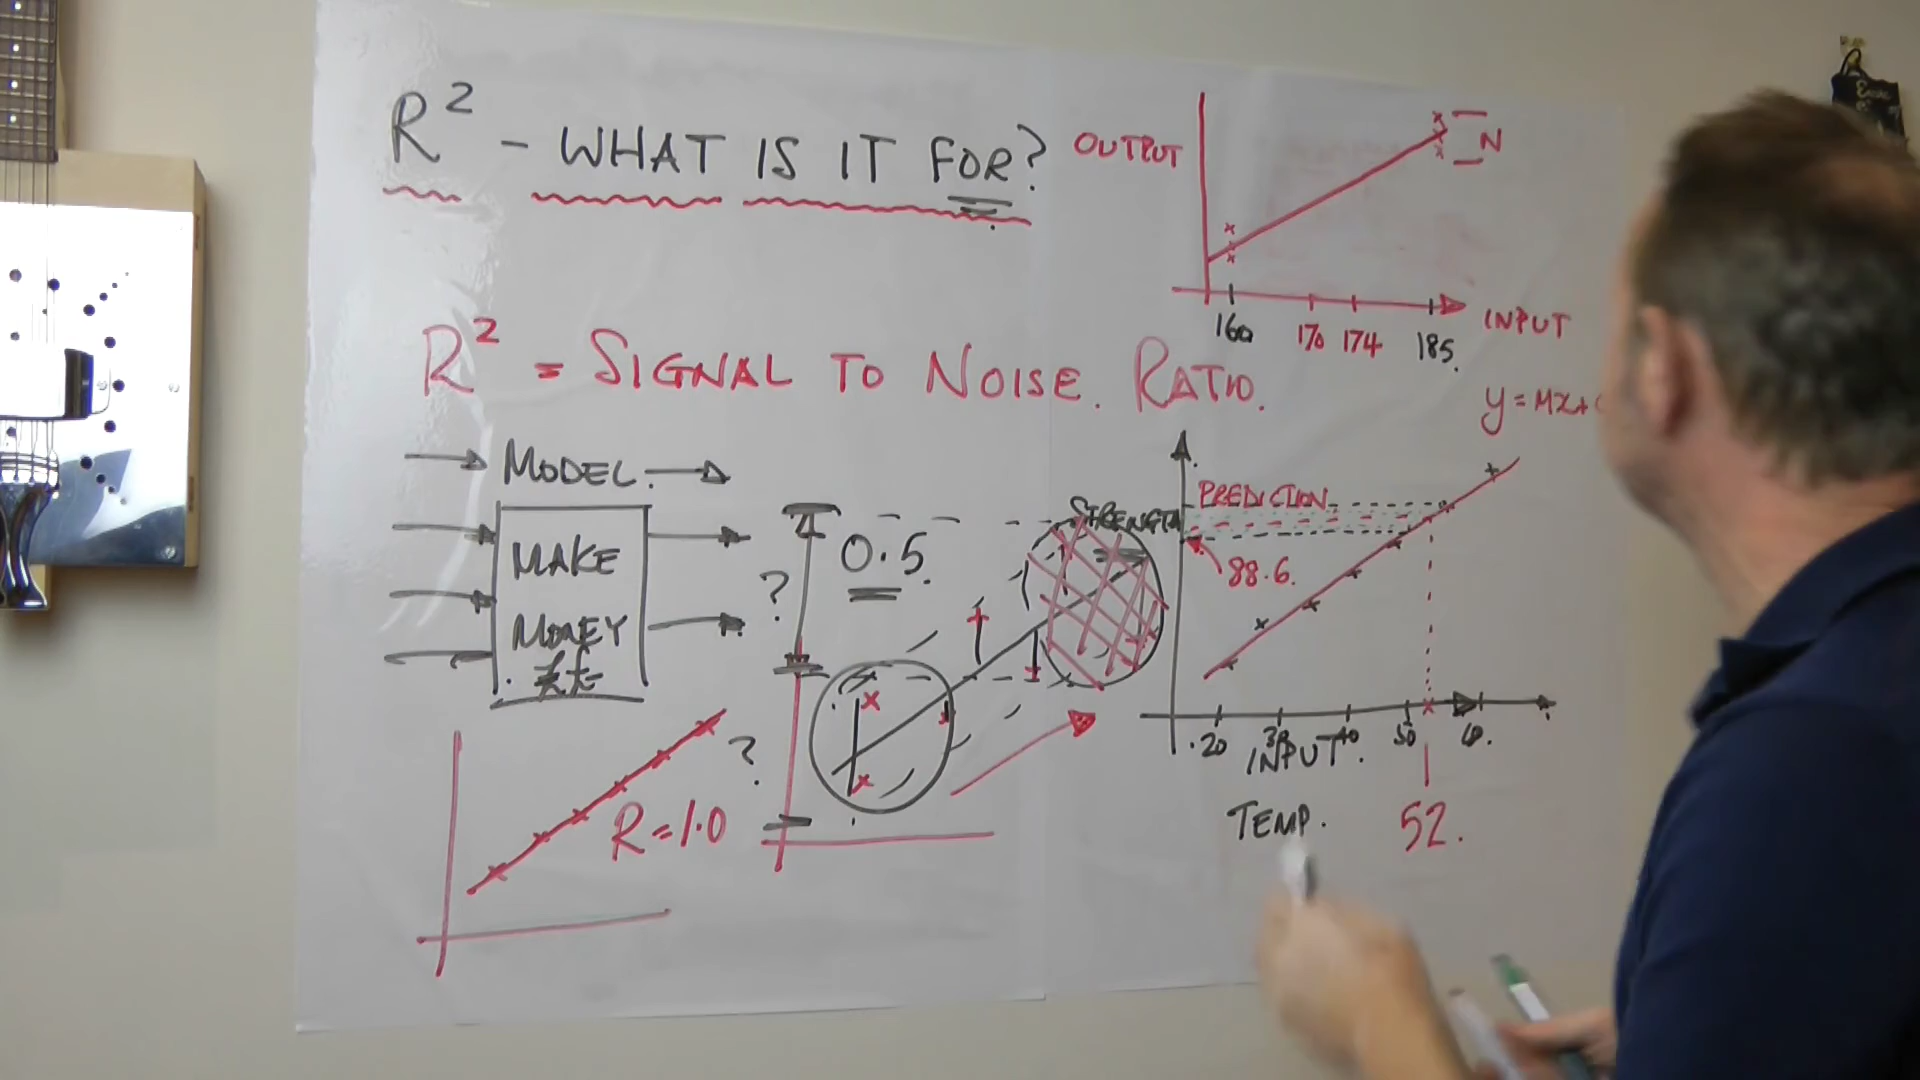 R² - WHAT IS IT FOR?
OUTPUT
N
160 170 174 185.
INPUT
R² = SIGNAL TO NOISE. RATIO.
y = Mx+
MODEL.
MAKE
MONEY
££
?
0.5.
STRENGTH
PREDICTION
88.6.
.20 30 40 50 60.
INPUT.
TEMP.
52.
?
R=1.0